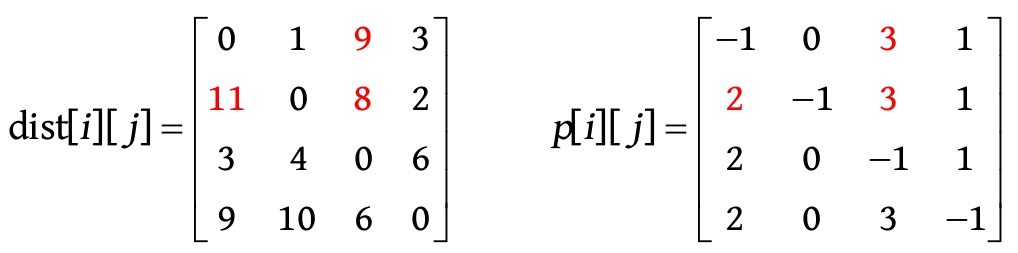 0 1 9 3 −1 0 3 1
11 0 8 2 2 −1 3 1
dist[i][j]= p[i][j]=
3 4 0 6 2 0 −1 1
9 10 6 0 2 0 3 −1